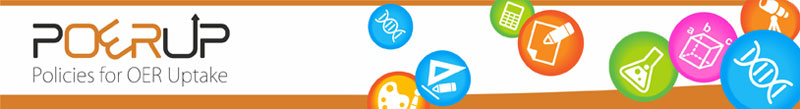 POERUP
Policies for OER Uptake
a b c